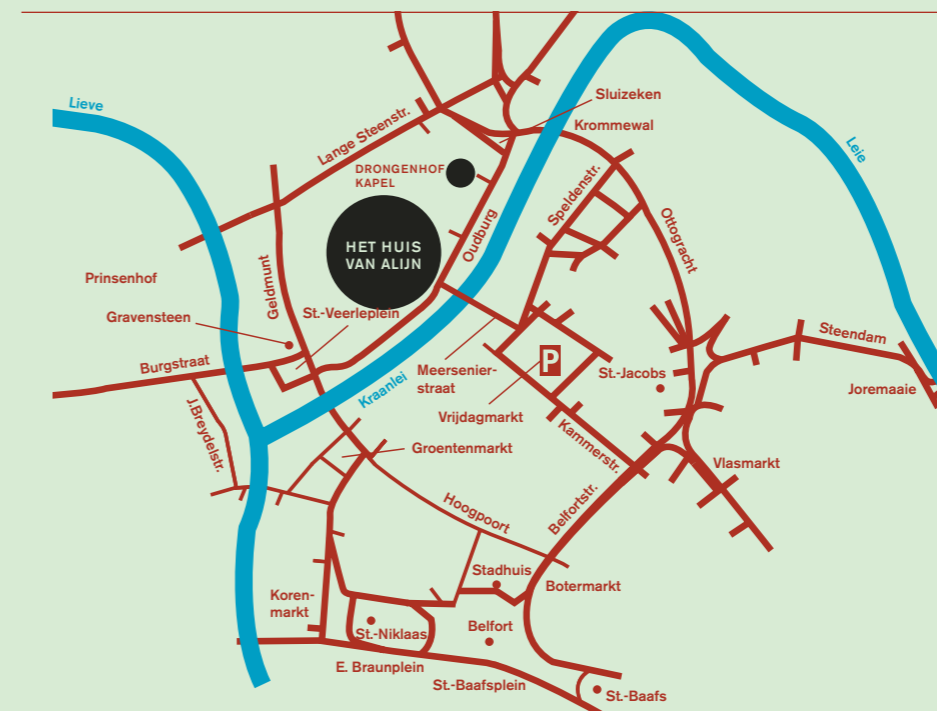 Lieve
Lange Steenstr.
Sluizeken
Krommewal
Leie
DRONGENHOF
KAPEL
HET HUIS
VAN ALIJN
Oudburg
Speldenstr.
Ottogracht
Prinsenhof
Geldmunt
Gravensteen
St.-Veerleplein
Burgstraat
Kraanlei
Meersenier-
straat
P
St.-Jacobs
Steendam
Joremaaie
Vrijdagmarkt
J.Breydelstr.
Groentenmarkt
Kammerstr.
Vlasmarkt
Hoogpoort
Belfortstr.
Stadhuis
Botermarkt
Koren-
markt
St.-Niklaas
Belfort
E. Braunplein
St.-Baafsplein
St.-Baafs